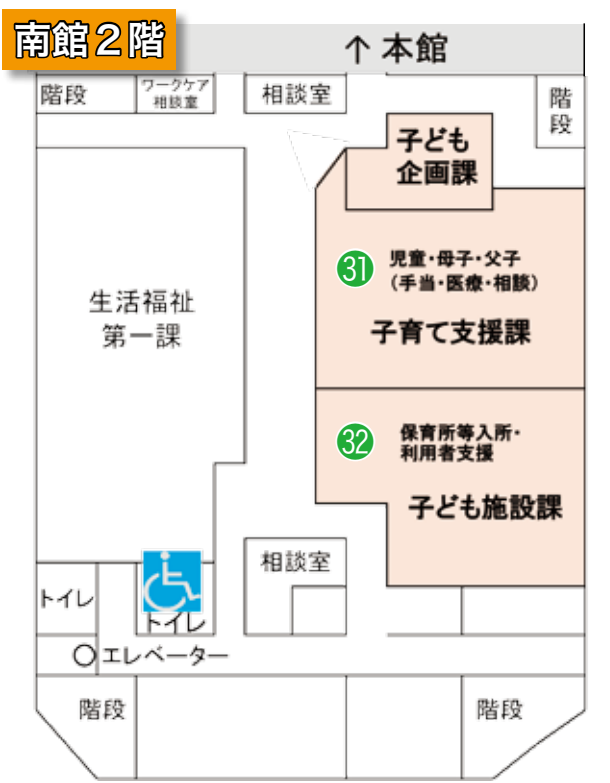 南館２階
↑ 本館
階段
ワークケア
相談室
相談室
階
段
子ども
企画課
31
児童・母子・父子
（手当・医療・相談）
子育て支援課
生活福祉
第一課
32
保育所等入所・
利用者支援
子ども施設課
相談室
トイレ
トイレ
エレベーター
階段
階段